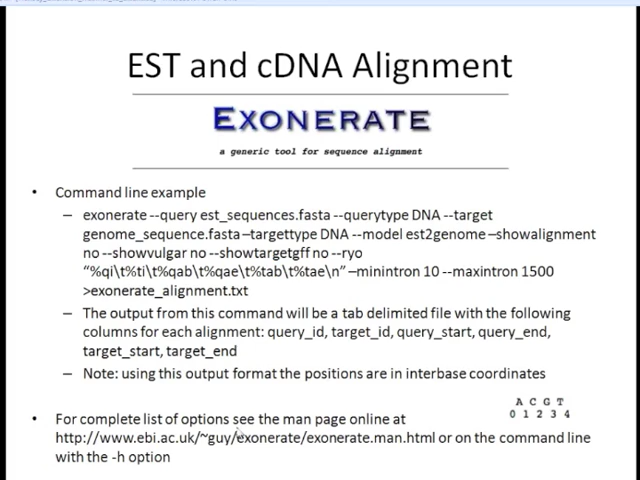 EST and cDNA Alignment
EXONERATE
a generic tool for sequence alignment
• Command line example
– exonerate --query est_sequences.fasta --querytype DNA --target
genome_sequence.fasta –targettype DNA --model est2genome –showalignment
no --showvulgar no --showtargetgff no --ryo
“%qi\t%ti\t%qab\t%qae\t%tab\t%tae\n” –minintron 10 --maxintron 1500
>exonerate_alignment.txt
– The output from this command will be a tab delimited file with the following
columns for each alignment: query_id, target_id, query_start, query_end,
target_start, target_end
– Note: using this output format the positions are in interbase coordinates
A C G T
0 1 2 3 4
• For complete list of options see the man page online at
http://www.ebi.ac.uk/~guy/exonerate/exonerate.man.html or on the command line
with the -h option